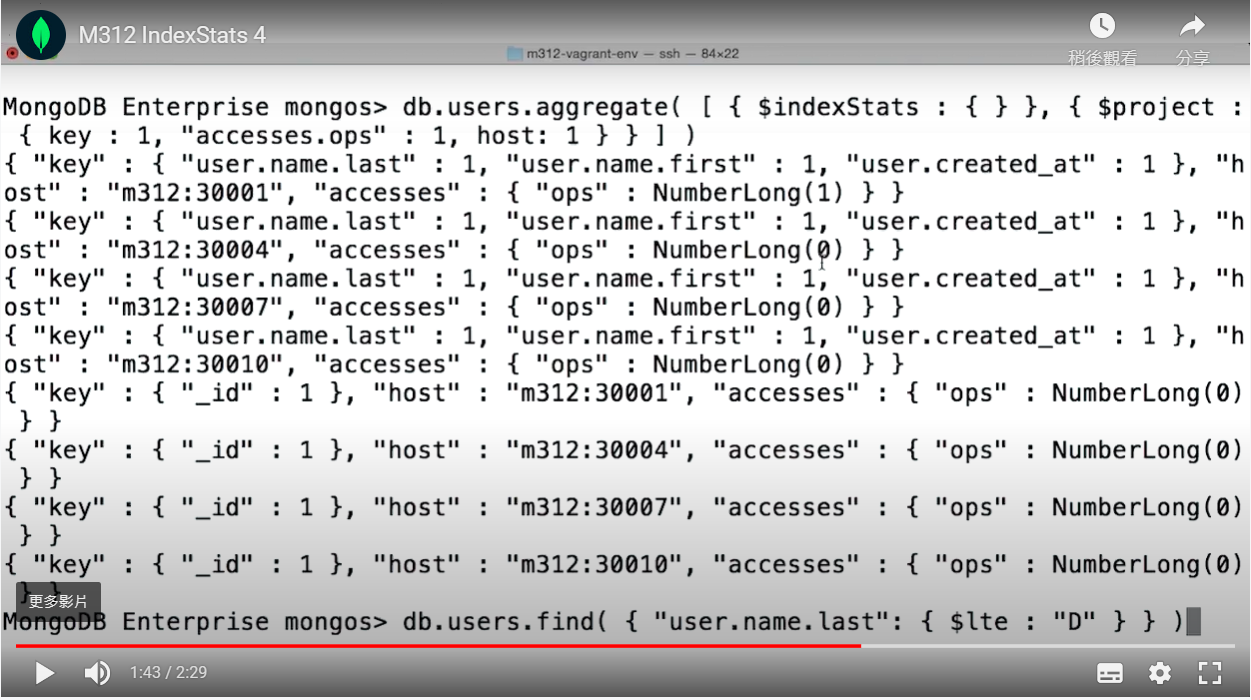 M312 IndexStats 4
稍後觀看
分享
m312-vagrant-env — ssh — 84×22
MongoDB Enterprise mongos> db.users.aggregate( [ { $indexStats : { } }, { $project :
 { key : 1, "accesses.ops" : 1, host: 1 } } ] )
{ "key" : { "user.name.last" : 1, "user.name.first" : 1, "user.created_at" : 1 }, "h
ost" : "m312:30001", "accesses" : { "ops" : NumberLong(1) } }
{ "key" : { "user.name.last" : 1, "user.name.first" : 1, "user.created_at" : 1 }, "h
ost" : "m312:30004", "accesses" : { "ops" : NumberLong(0) } }
{ "key" : { "user.name.last" : 1, "user.name.first" : 1, "user.created_at" : 1 }, "h
ost" : "m312:30007", "accesses" : { "ops" : NumberLong(0) } }
{ "key" : { "user.name.last" : 1, "user.name.first" : 1, "user.created_at" : 1 }, "h
ost" : "m312:30010", "accesses" : { "ops" : NumberLong(0) } }
{ "key" : { "_id" : 1 }, "host" : "m312:30001", "accesses" : { "ops" : NumberLong(0)
 } }
{ "key" : { "_id" : 1 }, "host" : "m312:30004", "accesses" : { "ops" : NumberLong(0)
 } }
{ "key" : { "_id" : 1 }, "host" : "m312:30007", "accesses" : { "ops" : NumberLong(0)
 } }
{ "key" : { "_id" : 1 }, "host" : "m312:30010", "accesses" : { "ops" : NumberLong(0)
 } }
更多影片
MongoDB Enterprise mongos> db.users.find( { "user.name.last": { $lte : "D" } } )
1:43 / 2:29